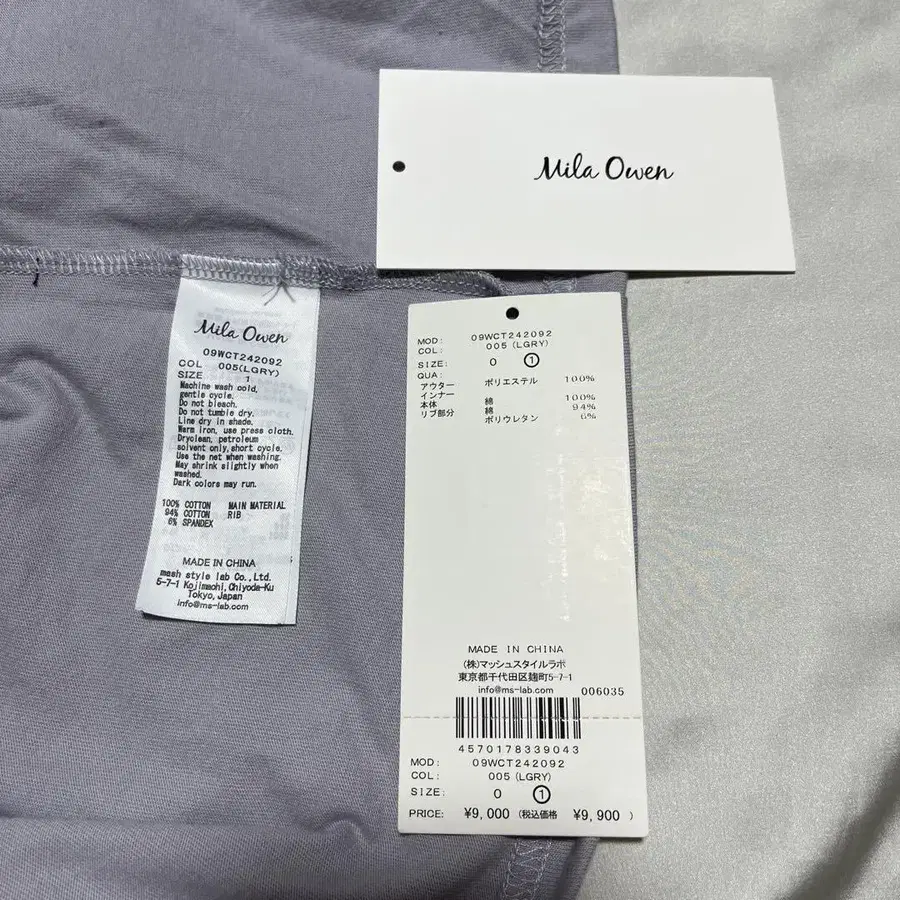 Mila Owen
Mila Owen
09WCT242092
COL 005(LGRY)
SIZE 1
Machine wash cold,
gentle cycle.
Do not bleach.
Do not tumble dry.
Line dry in shade.
Warm iron, use press cloth.
Dryclean, petroleum
solvent only,short cycle.
Use the net when washing.
May shrink slightly when
washed.
Dark colors may run.
100% COTTON MAIN MATERIAL
94% COTTON RIB
6% SPANDEX
MADE IN CHINA
mash style lab Co., Ltd.
5-7-1 Kojimachi, Chiyoda-Ku
Tokyo, Japan
info@ms-lab.com
MOD: 09WCT242092
COL: 005 (LGRY)
SIZE: 0 1
QUA:
アウター ポリエステル 100%
インナー
本体 綿 100%
リブ部分 綿 94%
ポリウレタン 6%
MADE IN CHINA
(株)マッシュスタイルラボ
東京都千代田区麹町5-7-1
info@ms-lab.com 006035
4570178339043
MOD: 09WCT242092
COL: 005 (LGRY)
SIZE: 0 1
PRICE: ¥9,000 (税込価格 ¥9,900 )